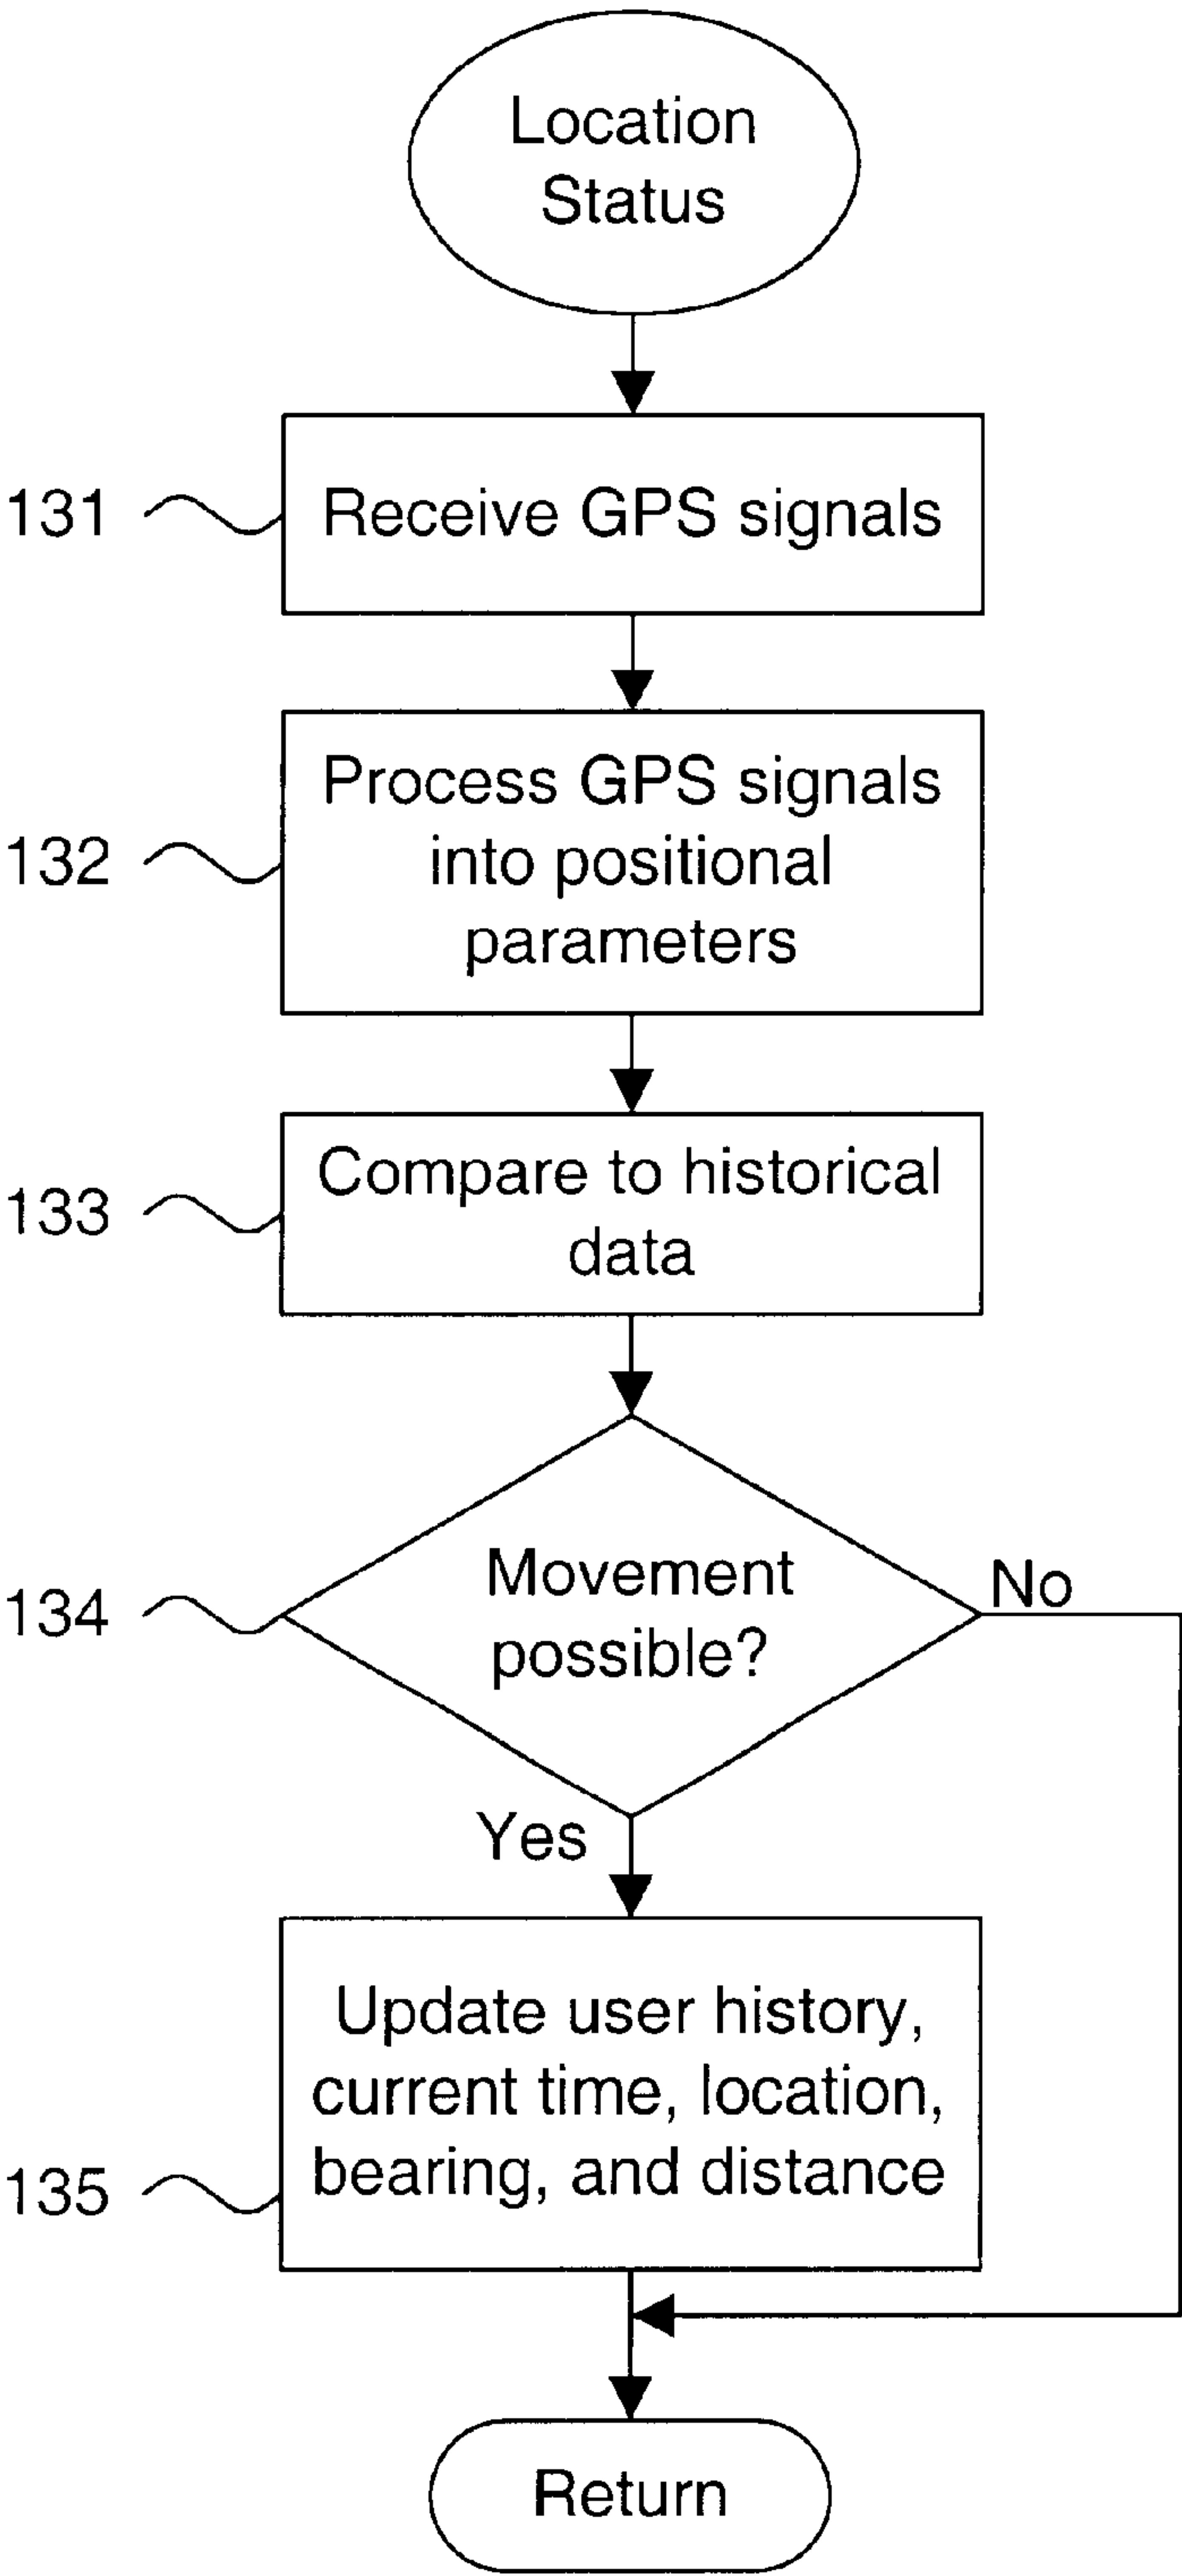 Location
Status
131
Receive GPS signals
132
Process GPS signals
into positional
parameters
133
Compare to historical
data
134
Movement
possible?
No
Yes
135
Update user history,
current time, location,
bearing, and distance
Return